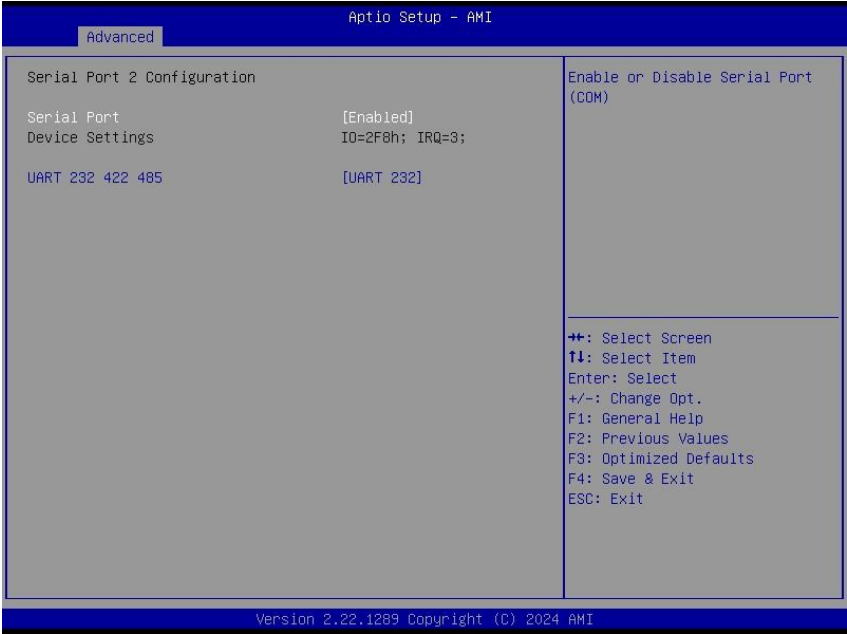 Aptio Setup - AMI
Advanced
Serial Port 2 Configuration
Serial Port [Enabled]
Device Settings IO=2F8h; IRQ=3;
UART 232 422 485 [UART 232]
Enable or Disable Serial Port
(COM)
→←: Select Screen
↑↓: Select Item
Enter: Select
+/-: Change Opt.
F1: General Help
F2: Previous Values
F3: Optimized Defaults
F4: Save & Exit
ESC: Exit
Version 2.22.1289 Copyright (C) 2024 AMI